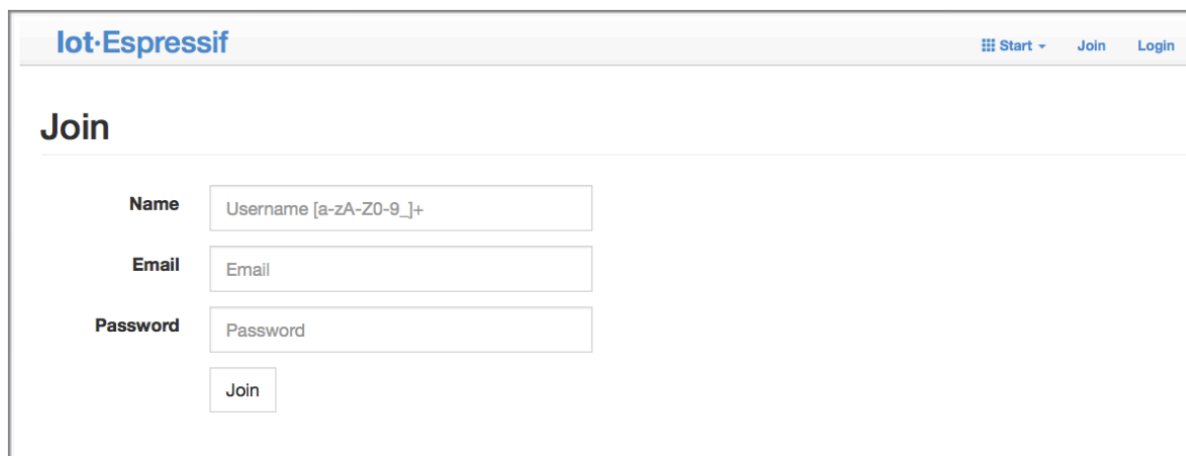 Iot·Espressif
Start Join Login
Join
Name Username [a-zA-Z0-9_]+
Email Email
Password Password
Join